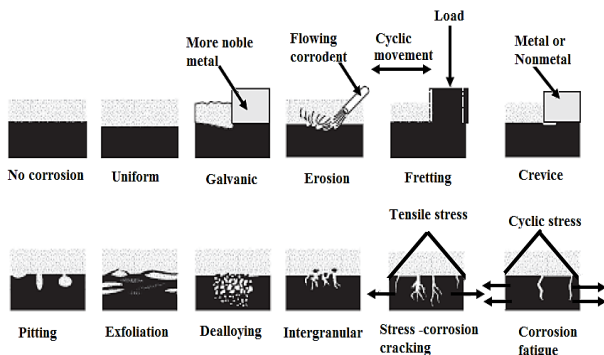 Load
More noble
metal
Flowing
corrodent
Cyclic
movement
Metal or
Nonmetal
No corrosion
Uniform
Galvanic
Erosion
Fretting
Crevice
Tensile stress
Cyclic stress
Pitting
Exfoliation
Dealloying
Intergranular
Stress -corrosion
cracking
Corrosion
fatigue